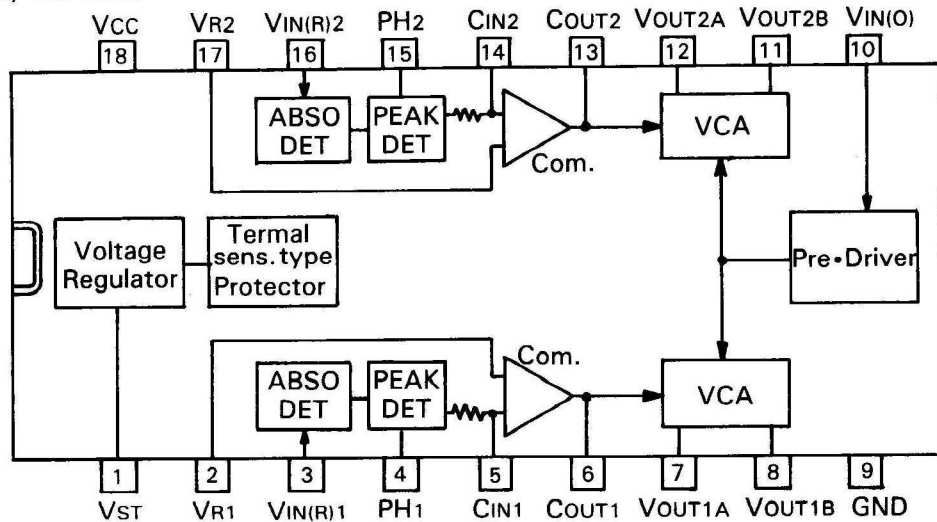 VCC VR2 VIN(R)2 PH2 CIN2 COUT2 VOUT2A VOUT2B VIN(O)
18 17 16 15 14 13 12 11 10
ABSO DET
PEAK DET
Com.
VCA
Voltage Regulator
Termal sens.type Protector
Pre•Driver
ABSO DET
PEAK DET
Com.
VCA
1 2 3 4 5 6 7 8 9
VST VR1 VIN(R)1 PH1 CIN1 COUT1 VOUT1A VOUT1B GND